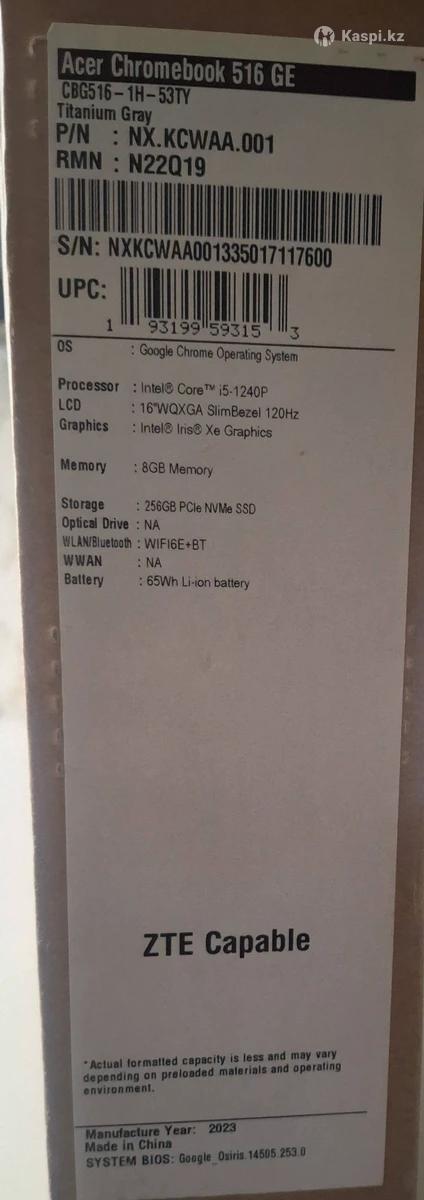 Kaspi.kz
Acer Chromebook 516 GE
CBG516-1H-53TY
Titanium Gray
P/N : NX.KCWAA.001
RMN : N22Q19
S/N: NXKCWAA001335017117600
UPC:
1 93199 59315 3
OS : Google Chrome Operating System
Processor : Intel® Core™ i5-1240P
LCD : 16"WQXGA SlimBezel 120Hz
Graphics : Intel® Iris® Xe Graphics
Memory : 8GB Memory
Storage : 256GB PCIe NVMe SSD
Optical Drive : NA
WLAN/Bluetooth : WIFI6E+BT
WWAN : NA
Battery : 65Wh Li-ion battery
ZTE Capable
*Actual formatted capacity is less and may vary
depending on preloaded materials and operating
environment.
Manufacture Year: 2023
Made in China
SYSTEM BIOS: Google_Osiris.14505.253.0